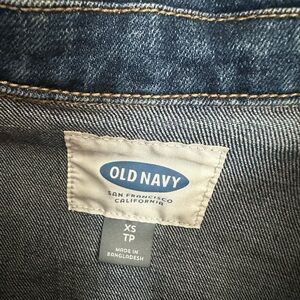 OLD NAVY
SAN FRANCISCO
CALIFORNIA
XS
TP
MADE IN
BANGLADESH